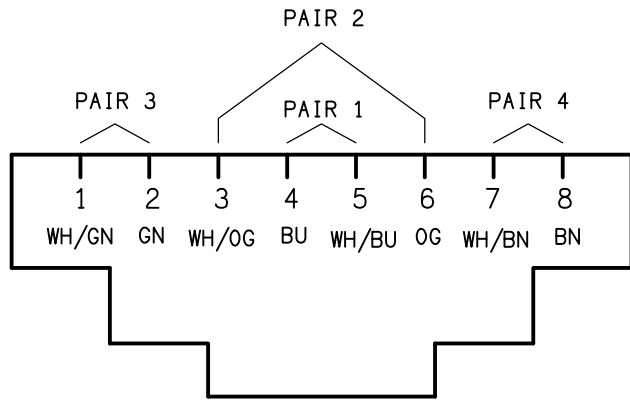 PAIR 2
PAIR 3 PAIR 1 PAIR 4
1 2 3 4 5 6 7 8
WH/GN GN WH/OG BU WH/BU OG WH/BN BN